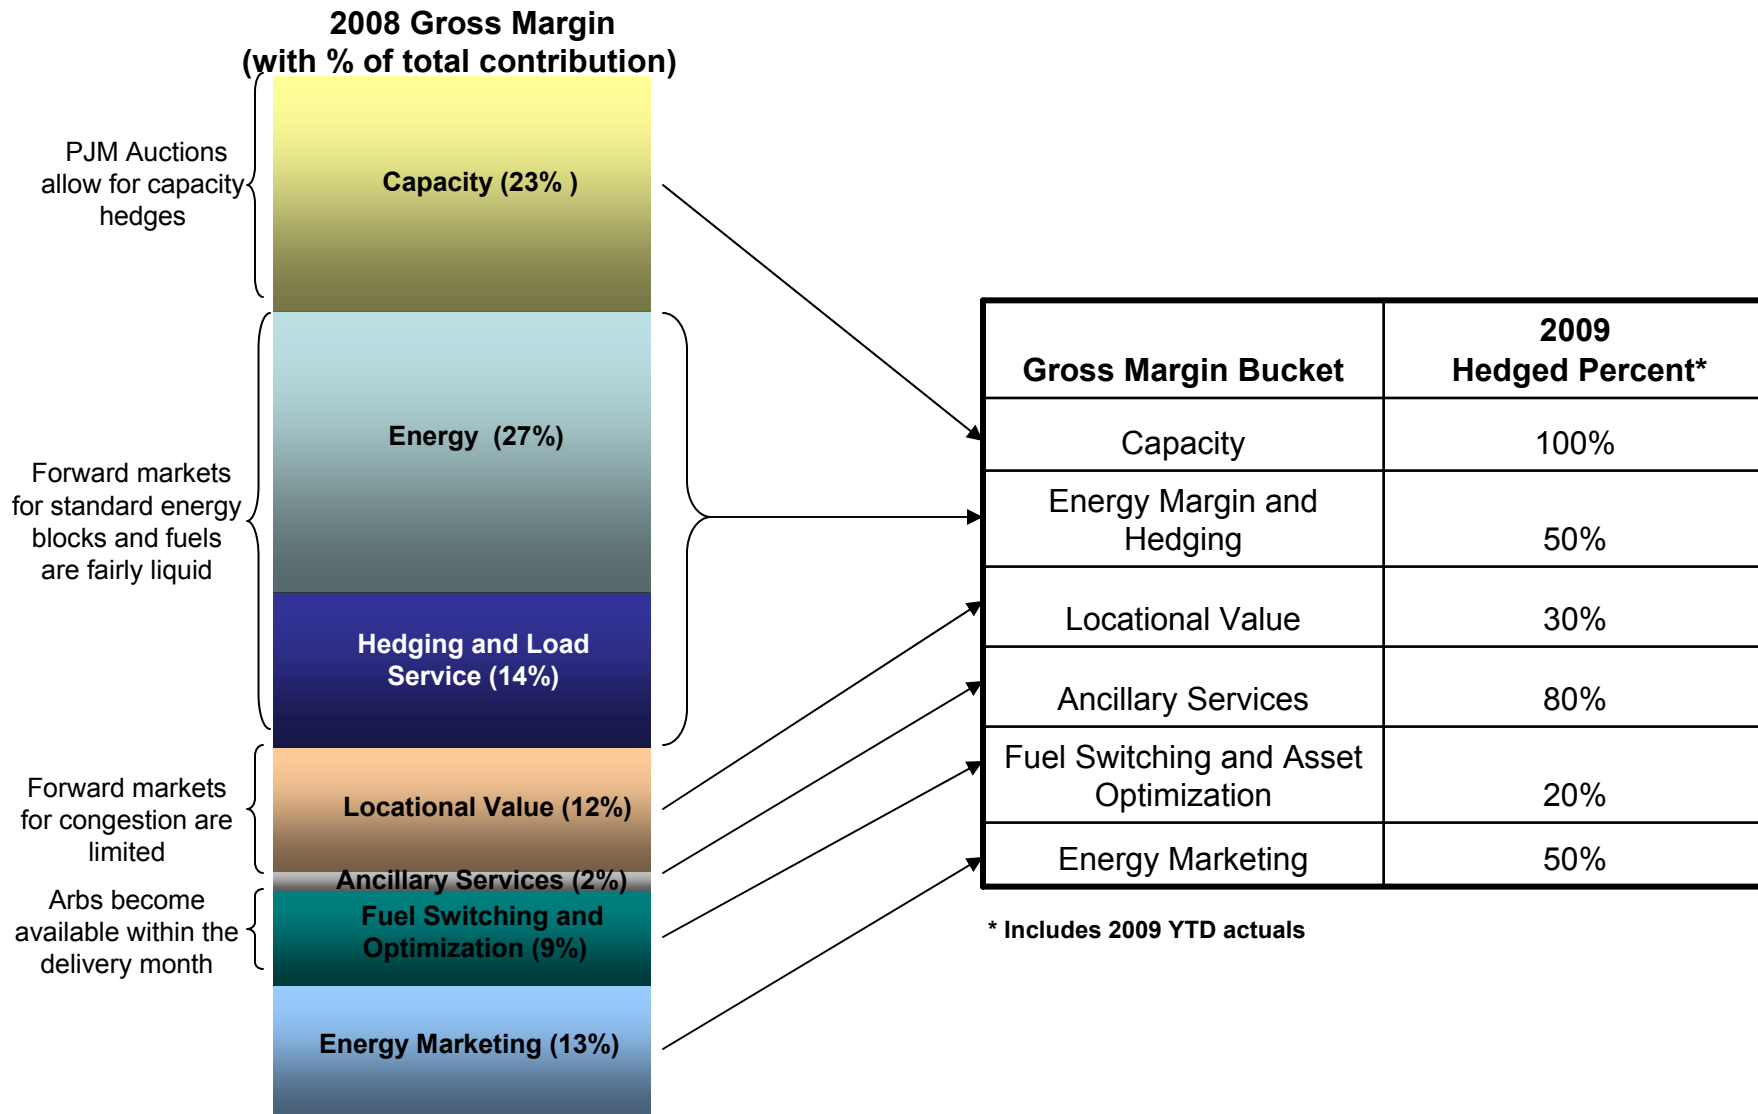 2008 Gross Margin
(with % of total contribution)
PJM Auctions
allow for capacity
hedges
Capacity (23% )
Energy (27%)
Forward markets
for standard energy
blocks and fuels
are fairly liquid
Hedging and Load
Service (14%)
Forward markets
for congestion are
limited
Locational Value (12%)
Ancillary Services (2%)
Arbs become
available within the
delivery month
Fuel Switching and
Optimization (9%)
Energy Marketing (13%)
Gross Margin Bucket
2009
Hedged Percent*
Capacity 100%
Energy Margin and
Hedging 50%
Locational Value 30%
Ancillary Services 80%
Fuel Switching and Asset
Optimization 20%
Energy Marketing 50%
* Includes 2009 YTD actuals